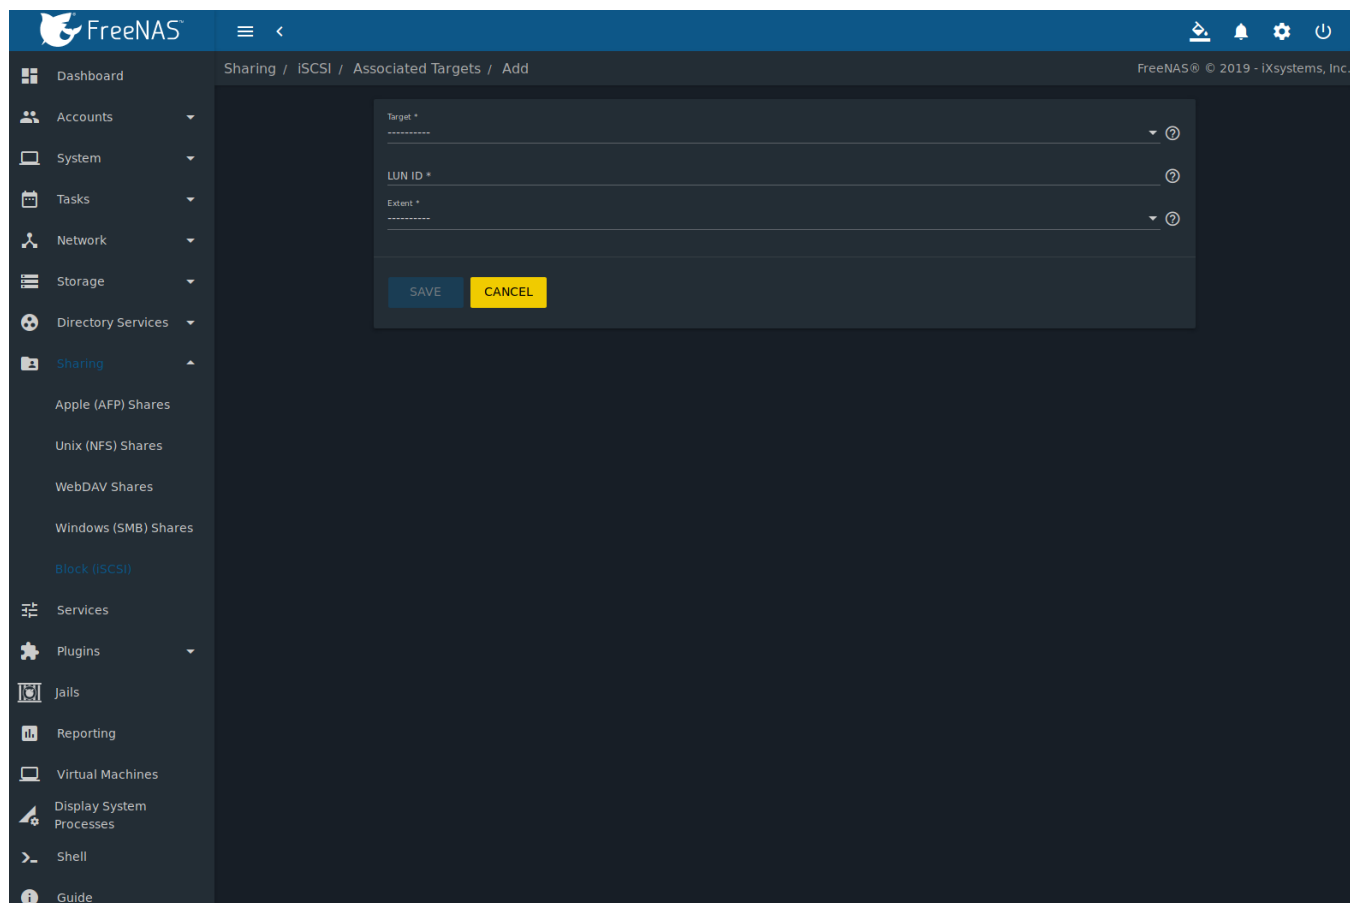 FreeNAS™
Sharing / iSCSI / Associated Targets / Add
FreeNAS® © 2019 - iXsystems, Inc.
Dashboard
Accounts
System
Tasks
Network
Storage
Directory Services
Sharing
Apple (AFP) Shares
Unix (NFS) Shares
WebDAV Shares
Windows (SMB) Shares
Block (iSCSI)
Services
Plugins
Jails
Reporting
Virtual Machines
Display System
Processes
Shell
Guide
Target *
----------
LUN ID *
Extent *
----------
SAVE
CANCEL